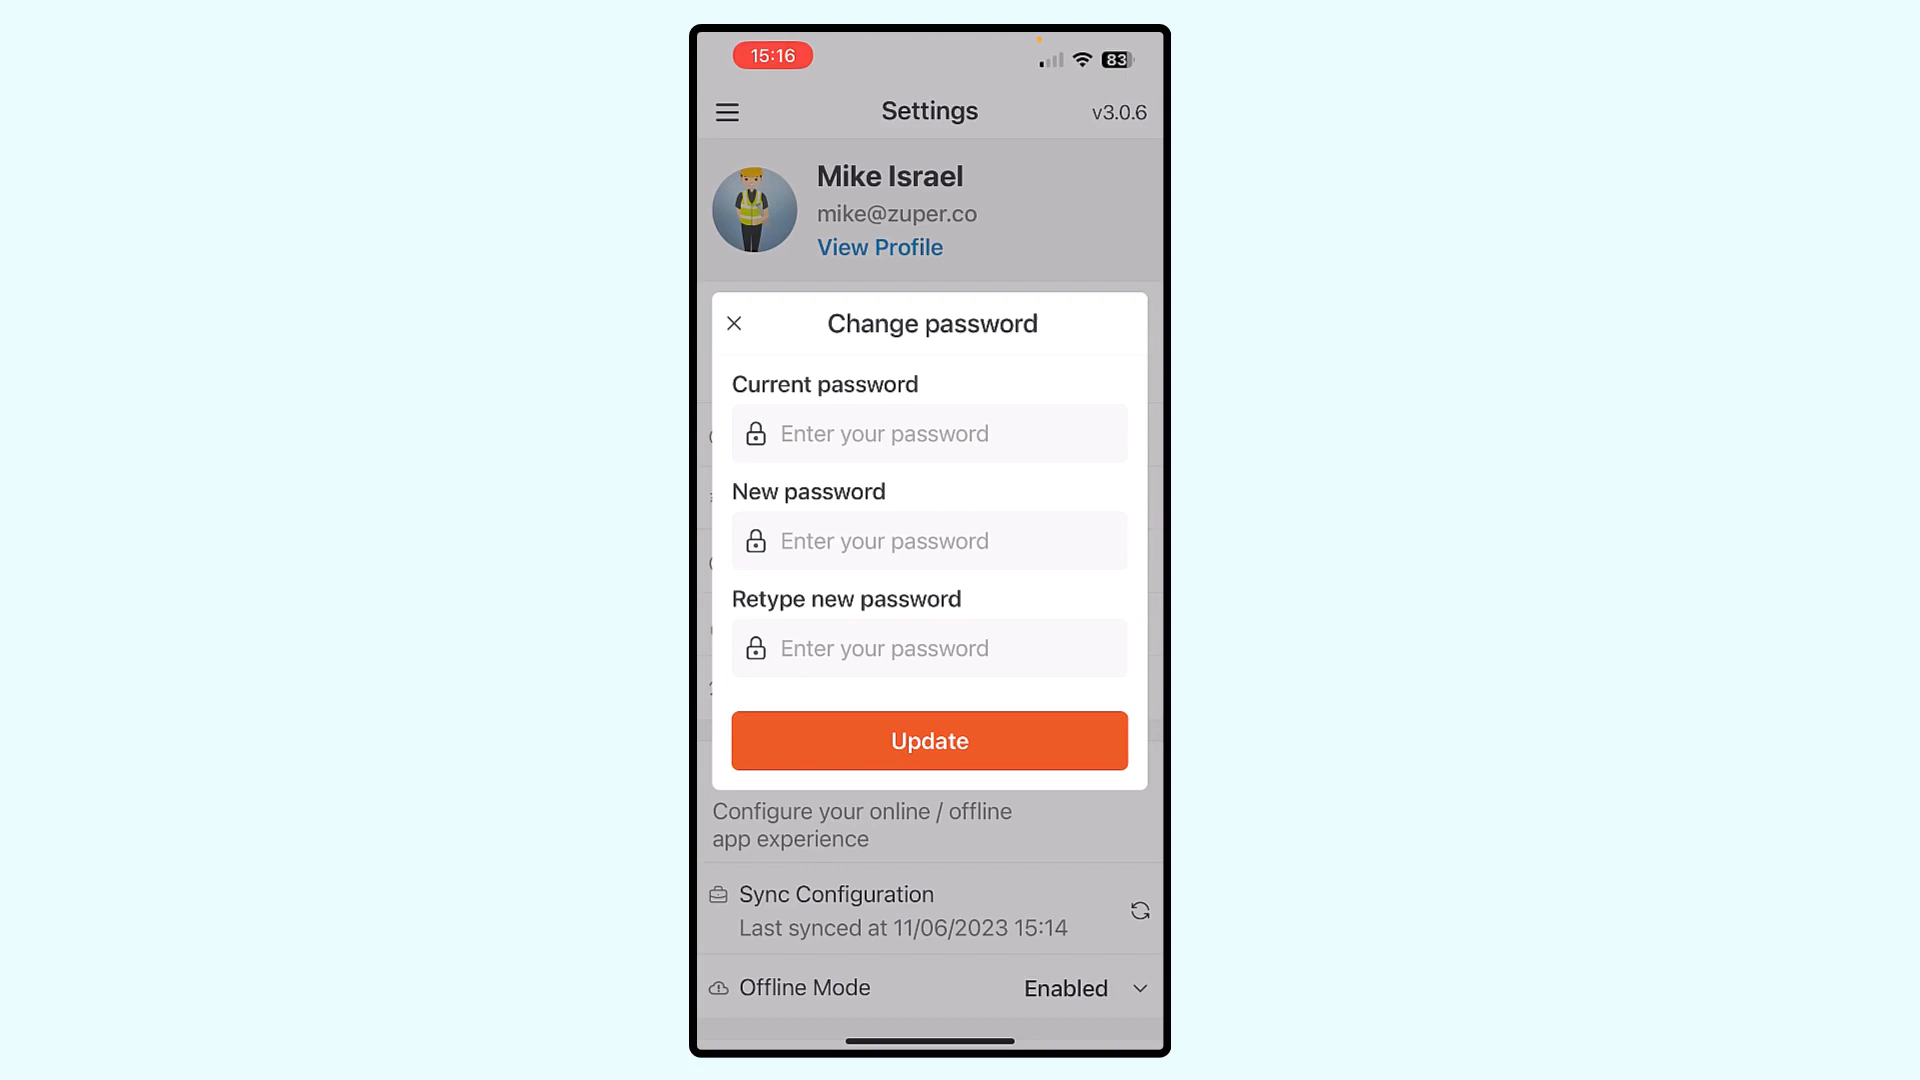 15:16
83
Settings
v3.0.6
Mike Israel
mike@zuper.co
View Profile
Change password
Current password
Enter your password
New password
Enter your password
Retype new password
Enter your password
Update
Configure your online / offline
app experience
Sync Configuration
Last synced at 11/06/2023 15:14
Offline Mode
Enabled